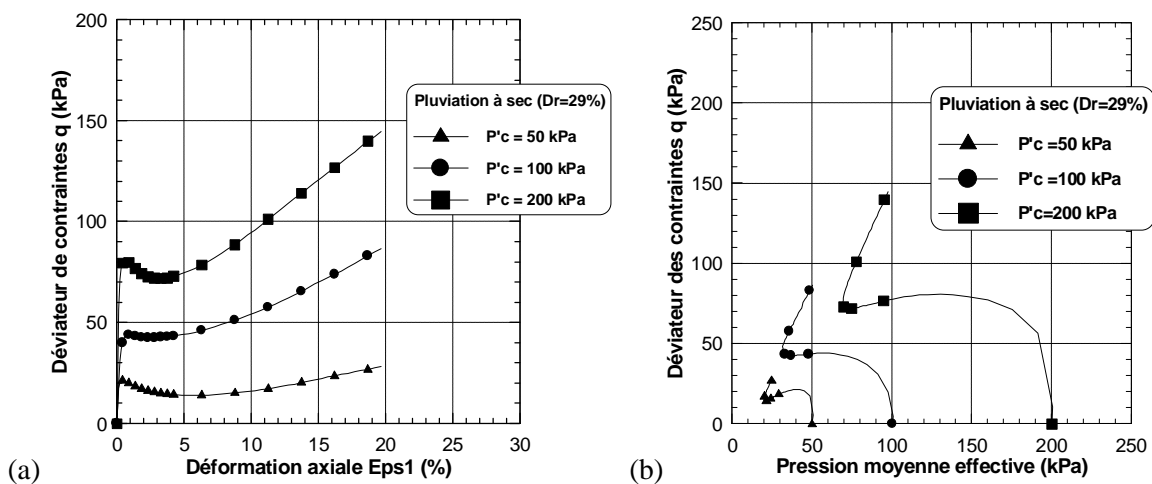 Déviateur de contraintes q (kPa)
200
150
100
50
0
0 5 10 15 20 25 30
Déformation axiale Eps1 (%)
Pluviation à sec (Dr=29%)
P'c = 50 kPa
P'c = 100 kPa
P'c = 200 kPa
(a)
Déviateur des contraintes q (kPa)
250
200
150
100
50
0
0 50 100 150 200 250
Pression moyenne effective (kPa)
Pluviation à sec (Dr=29%)
P'c =50 kPa
P'c =100 kPa
P'c=200 kPa
(b)